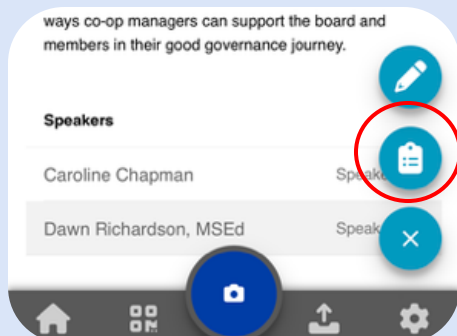 ways co-op managers can support the board and
members in their good governance journey.
Speakers
Caroline Chapman
Dawn Richardson, MSEd